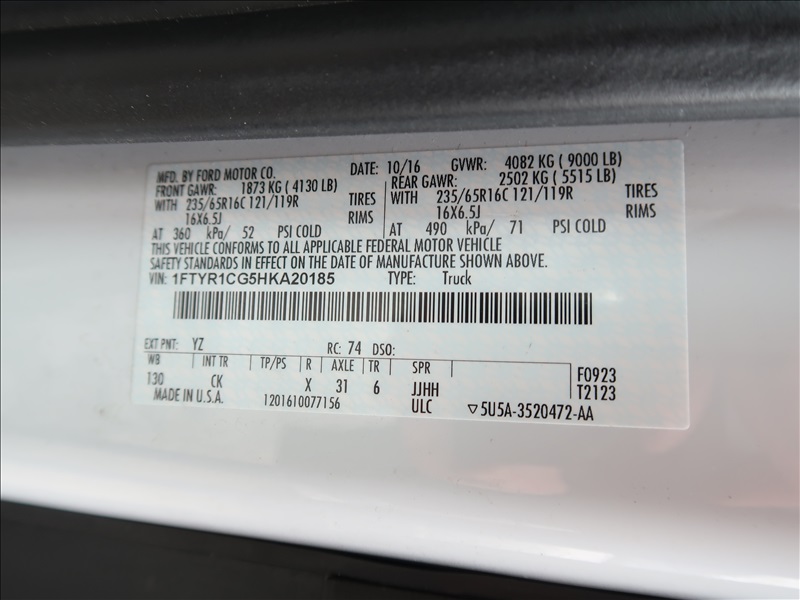 MFD. BY FORD MOTOR CO. DATE: 10/16 GVWR: 4082 KG ( 9000 LB)
FRONT GAWR: 1873 KG ( 4130 LB) REAR GAWR: 2502 KG ( 5515 LB)
WITH 235/65R16C 121/119R TIRES WITH 235/65R16C 121/119R TIRES
16X6.5J RIMS 16X6.5J RIMS
AT 360 kPa/ 52 PSI COLD AT 490 kPa/ 71 PSI COLD
THIS VEHICLE CONFORMS TO ALL APPLICABLE FEDERAL MOTOR VEHICLE
SAFETY STANDARDS IN EFFECT ON THE DATE OF MANUFACTURE SHOWN ABOVE.
VIN: 1FTYR1CG5HKA20185 TYPE: Truck
EXT PNT: YZ RC: 74 DSO:
WB INT TR TP/PS R AXLE TR SPR F0923
130 CK X 31 6 JJHH T2123
MADE IN U.S.A. 1201610077156 ULC ▽5U5A-3520472-AA